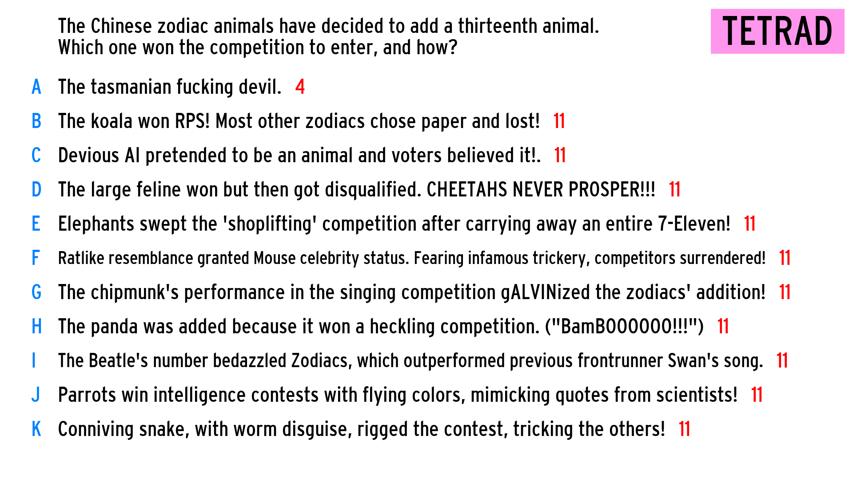 The Chinese zodiac animals have decided to add a thirteenth animal.
TETRAD
Which one won the competition to enter, and how?
A The tasmanian fucking devil. 4
B The koala won RPS! Most other zodiacs chose paper and lost! 11
C Devious AI pretended to be an animal and voters believed it!. 11
D The large feline won but then got disqualified. CHEETAHS NEVER PROSPER!!! 11
E Elephants swept the 'shoplifting' competition after carrying away an entire 7-Eleven! 11
F Ratlike resemblance granted Mouse celebrity status. Fearing infamous trickery, competitors surrendered! 11
G The chipmunk's performance in the singing competition gALVINized the zodiacs' addition! 11
H The panda was added because it won a heckling competition. ("BamBOOOOOO!!!") 11
I The Beatle's number bedazzled Zodiacs, which outperformed previous frontrunner Swan's song. 11
J Parrots win intelligence contests with flying colors, mimicking quotes from scientists! 11
K Conniving snake, with worm disguise, rigged the contest, tricking the others! 11